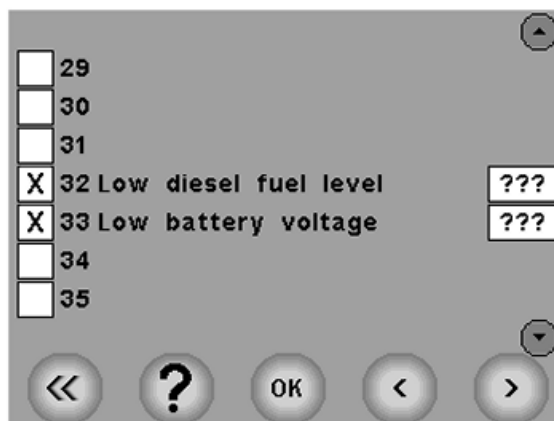 29
30
31
X 32 Low diesel fuel level ???
X 33 Low battery voltage ???
34
35
« ? OK < >